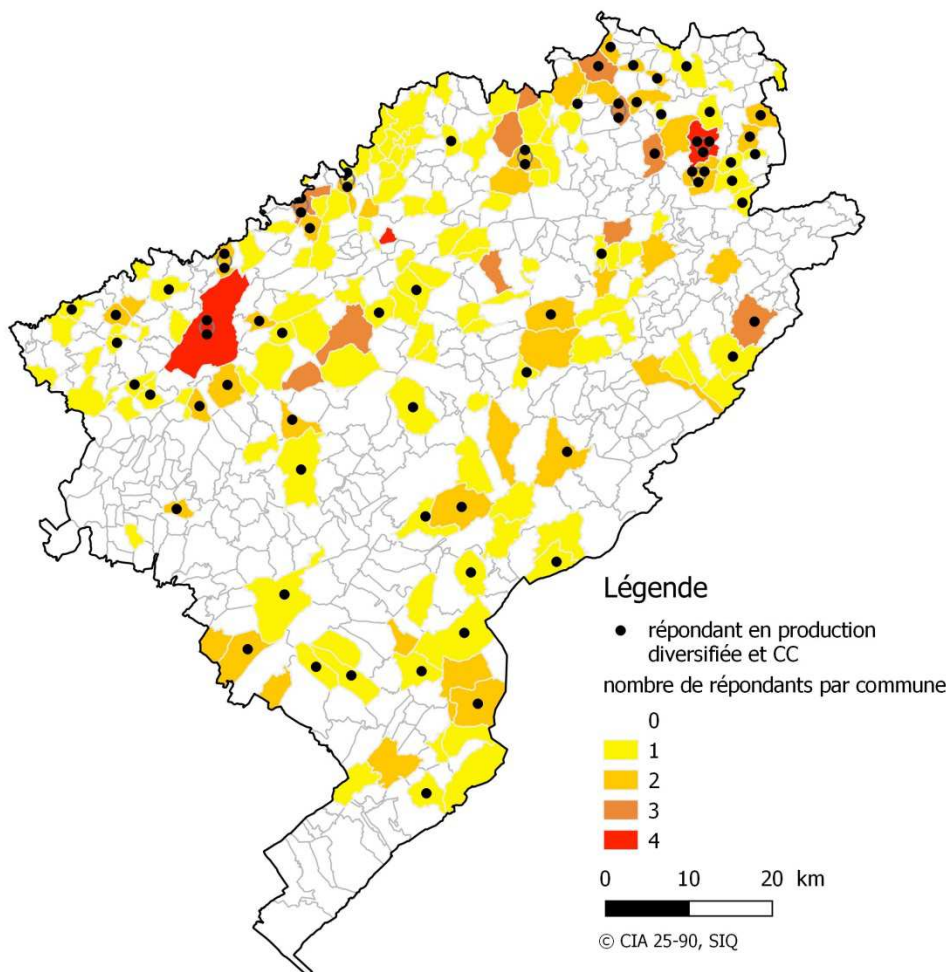 Légende
répondant en production
diversifiée et CC
nombre de répondants par commune
0
1
2
3
4
0 10 20 km
© CIA 25-90, SIQ